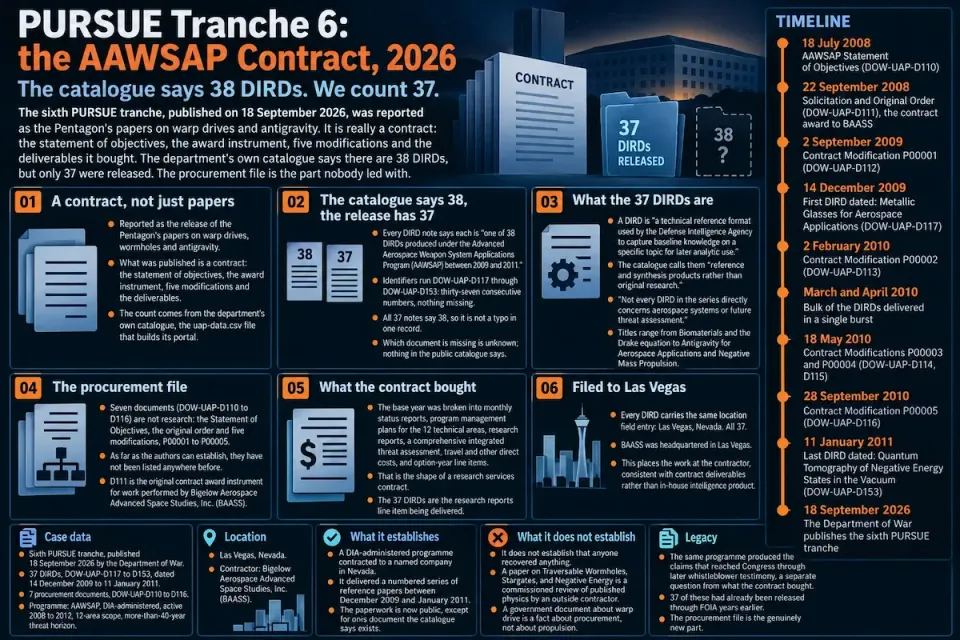 PURSUE Tranche 6:
the AAWSAP Contract, 2026
The catalogue says 38 DIRDs. We count 37.
The sixth PURSUE tranche, published on 18 September 2026, was reported
as the Pentagon's papers on warp drives and antigravity. It is really a contract:
the statement of objectives, the award instrument, five modifications and the
deliverables it bought. The department's own catalogue says there are 38 DIRDs,
but only 37 were released. The procurement file is the part nobody led with.
CONTRACT
37
DIRDs
RELEASED
38
?
01 A contract, not just papers
Reported as the release of the
Pentagon's papers on warp drives,
wormholes and antigravity.
What was published is a contract:
the statement of objectives, the award
instrument, five modifications and
the deliverables.
The count comes from the department's
own catalogue, the uap-data.csv file
that builds its portal.
02 The catalogue says 38,
the release has 37
38
37
Every DIRD note says each is "one of 38
DIRDs produced under the Advanced
Aerospace Weapon System Applications
Program (AAWSAP) between 2009 and 2011."
Identifiers run DOW-UAP-D117 through
DOW-UAP-D153: thirty-seven consecutive
numbers, nothing missing.
All 37 notes say 38, so it is not a typo in
one record.
Which document is missing is unknown;
nothing in the public catalogue says.
03 What the 37 DIRDs are
A DIRD is "a technical reference format
used by the Defense Intelligence Agency
to capture baseline knowledge on a
specific topic for later analytic use."
The catalogue calls them "reference
and synthesis products rather than
original research."
"Not every DIRD in the series directly
concerns aerospace systems or future
threat assessment."
Titles range from Biomaterials and the
Drake equation to Antigravity for
Aerospace Applications and Negative
Mass Propulsion.
04 The procurement file
Seven documents (DOW-UAP-D110 to
D116) are not research: the Statement of
Objectives, the original order and five
modifications, P00001 to P00005.
As far as the authors can establish, they
have not been listed anywhere before.
D111 is the original contract award instrument
for work performed by Bigelow Aerospace
Advanced Space Studies, Inc. (BAASS).
05 What the contract bought
$
The base year was broken into monthly
status reports, program management
plans for the 12 technical areas, research
reports, a comprehensive integrated
threat assessment, travel and other direct
costs, and option-year line items.
That is the shape of a research services
contract.
The 37 DIRDs are the research reports
line item being delivered.
06 Filed to Las Vegas
Every DIRD carries the same location
field entry: Las Vegas, Nevada. All 37.
BAASS was headquartered in Las Vegas.
This places the work at the contractor,
consistent with contract deliverables
rather than in-house intelligence product.
TIMELINE
18 July 2008
AAWSAP Statement
of Objectives (DOW-UAP-D110)
22 September 2008
Solicitation and Original Order
(DOW-UAP-D111), the contract
award to BAASS
2 September 2009
Contract Modification P00001
(DOW-UAP-D112)
14 December 2009
First DIRD dated: Metallic
Glasses for Aerospace
Applications (DOW-UAP-D117)
2 February 2010
Contract Modification P00002
(DOW-UAP-D113)
March and April 2010
Bulk of the DIRDs delivered
in a single burst
18 May 2010
Contract Modifications P00003
and P00004 (DOW-UAP-D114,
D115)
28 September 2010
Contract Modification P00005
(DOW-UAP-D116)
11 January 2011
Last DIRD dated: Quantum
Tomography of Negative Energy
States in the Vacuum
(DOW-UAP-D153)
18 September 2026
The Department of War
publishes the sixth PURSUE
tranche
Case data
Sixth PURSUE tranche, published
18 September 2026 by the Department of War.
37 DIRDs, DOW-UAP-D117 to D153, dated
14 December 2009 to 11 January 2011.
7 procurement documents, DOW-UAP-D110 to D116.
Programme: AAWSAP, DIA-administered, active
2008 to 2012, 12-area scope, more-than-40-year
threat horizon.
Location
Las Vegas, Nevada.
Contractor: Bigelow
Aerospace Advanced
Space Studies, Inc.
(BAASS).
What it establishes
A DIA-administered programme
contracted to a named company
in Nevada.
It delivered a numbered series of
reference papers between
December 2009 and January 2011.
The paperwork is now public, except
for ons document the catalogue
says exists.
What it does not establish
It does not establish that anyone
recovered anything.
A paper on Traversable Wormholes,
Stargates, and Negative Energy is a
commissioned review of published
physics by an outside contractor.
A government document about warp
drive is a fact about procurement,
not about propulsion.
Legacy
The same programme produced the
claims that reached Congress through
later whistleblower testimony, a separate
question from what the contract bought.
37 of these had already been released
through FOIA years earlier.
The procurement file is the genuinely
new part.